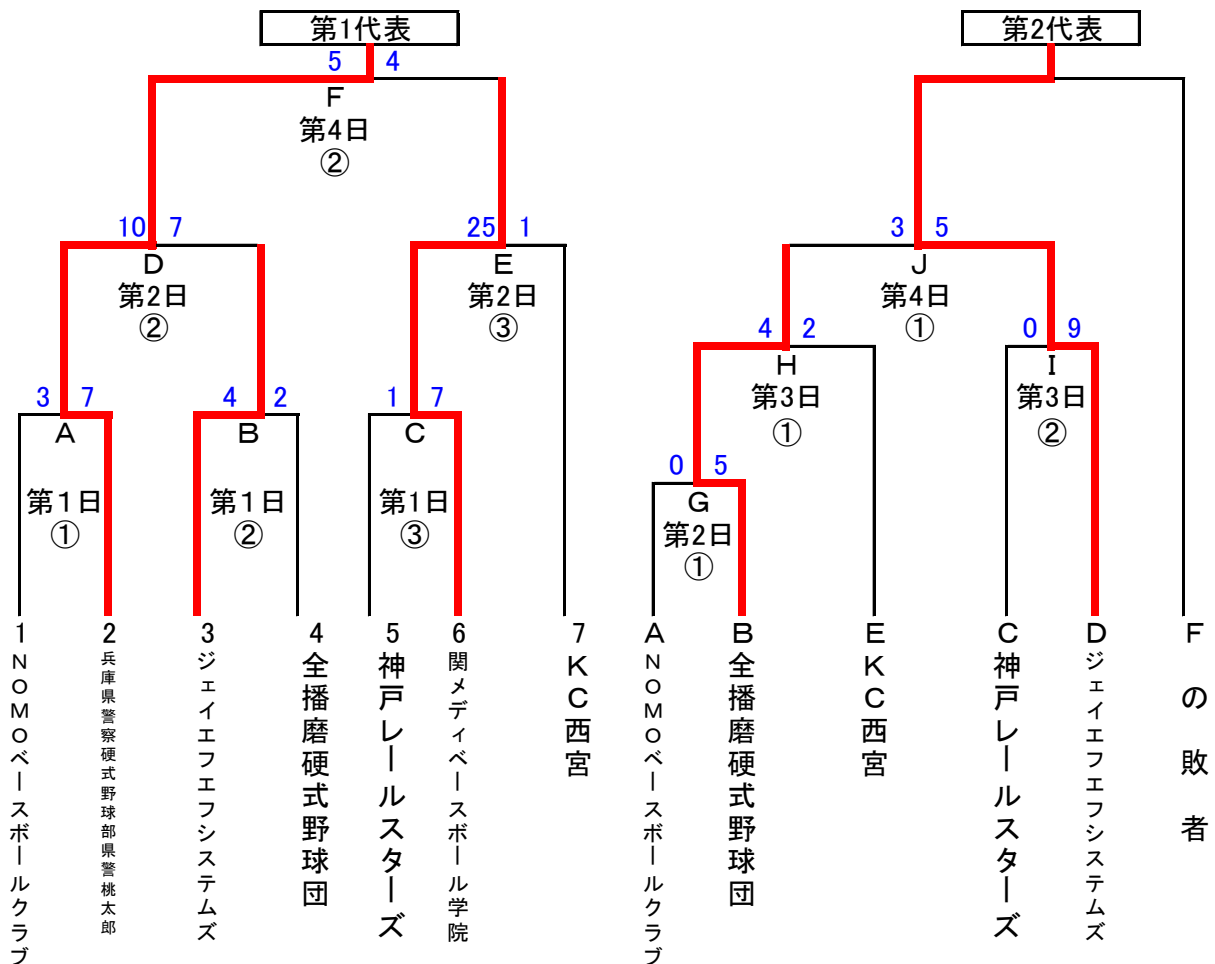 第1代表
第2代表
5 4
F
第4日
②
10 7
D
第2日
②
25 1
E
第2日
③
3 5
J
第4日
①
4 2
H
第3日
①
0 9
I
第3日
②
3 7
A
第1日
①
4 2
B
第1日
②
1 7
C
第1日
③
0 5
G
第2日
①
1 NOMOベースボールクラブ
2 兵庫県警察硬式野球部県警桃太郎
3 ジェイエフエフシステムズ
4 全播磨硬式野球団
5 神戸レールスターズ
6 関メディベースボール学院
7 KC西宮
A NOMOベースボールクラブ
B 全播磨硬式野球団
E KC西宮
C 神戸レールスターズ
D ジェイエフエフシステムズ
Fの敗者